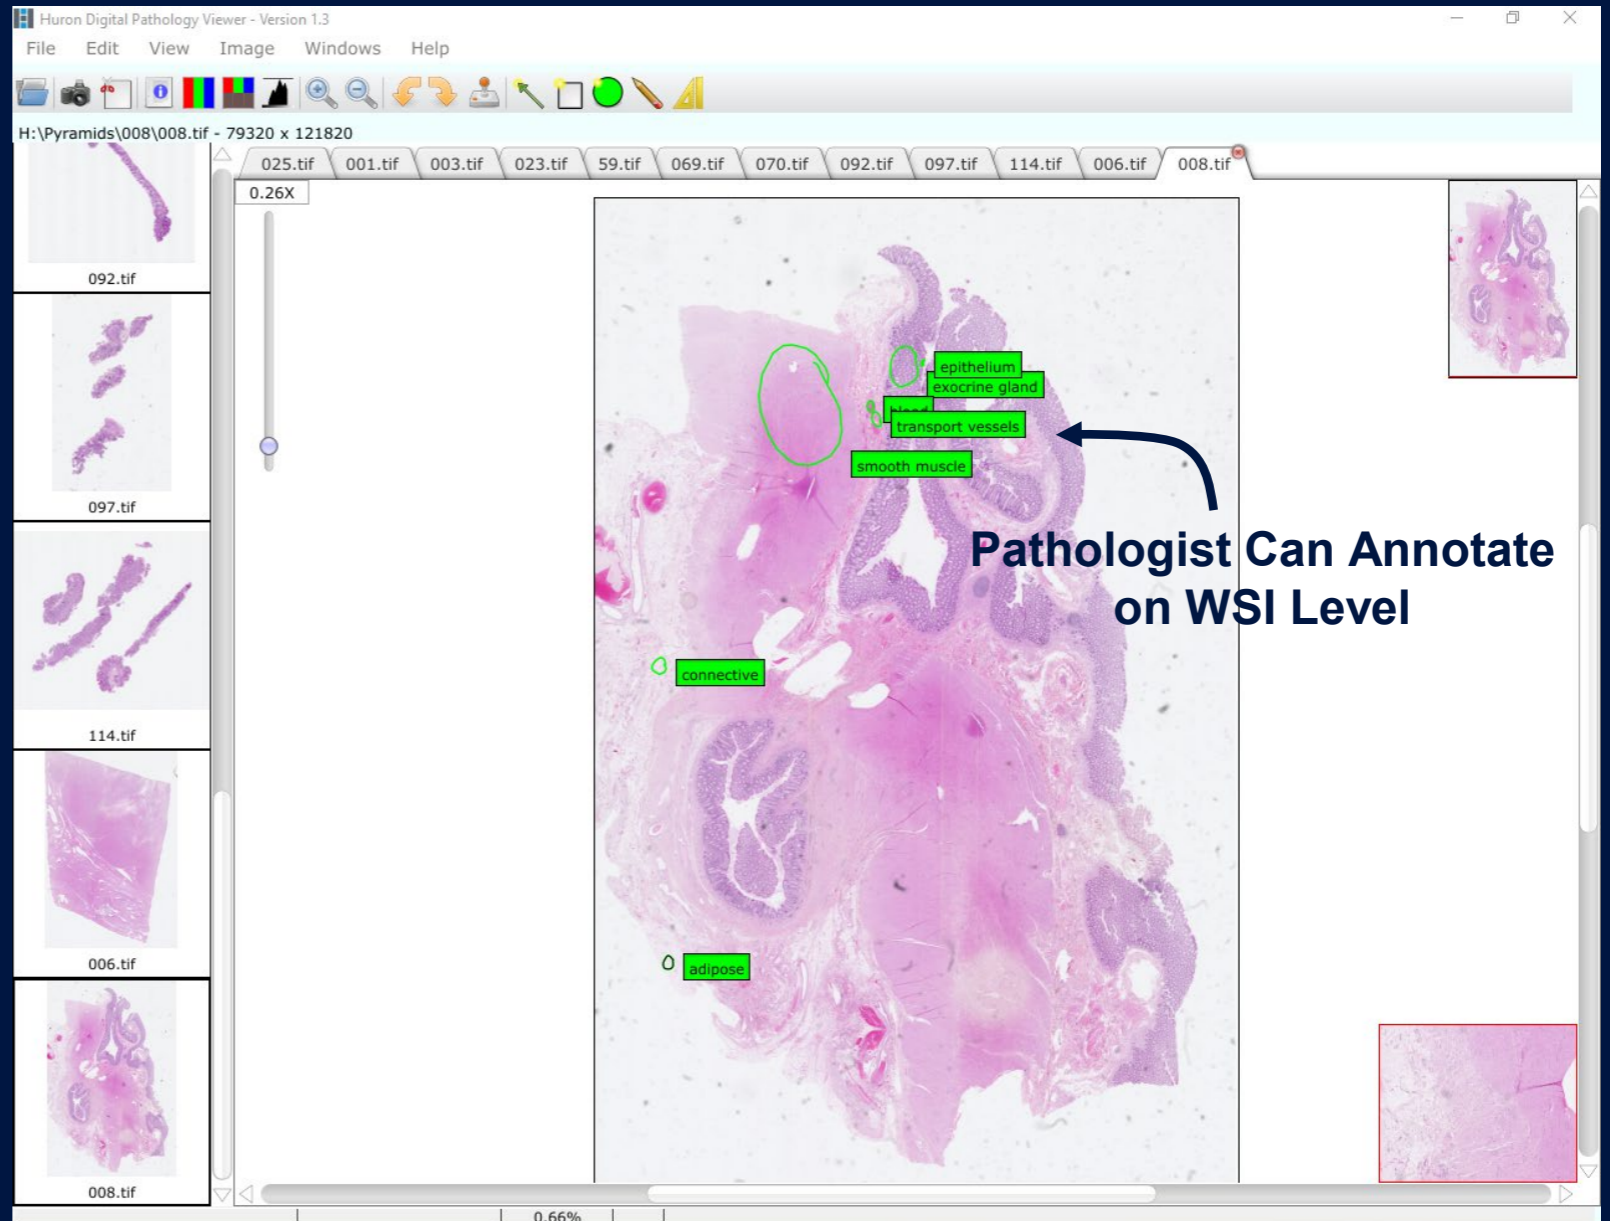 Huron Digital Pathology Viewer - Version 1.3
File Edit View Image Windows Help
H:\Pyramids\008\008.tif - 79320 x 121820
025.tif 001.tif 003.tif 023.tif 59.tif 069.tif 070.tif 092.tif 097.tif 114.tif 006.tif 008.tif
0.26X
092.tif
097.tif
114.tif
006.tif
008.tif
epithelium
exocrine gland
transport vessels
smooth muscle
connective
adipose
Pathologist Can Annotate
on WSI Level
0.66%